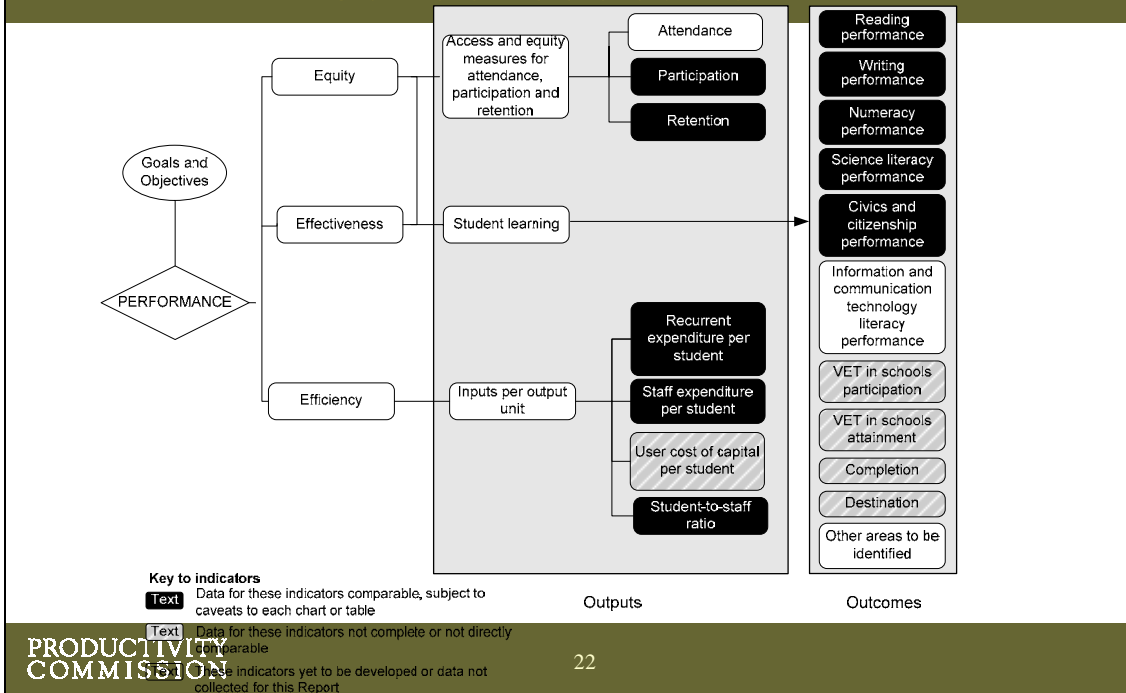 Goals and
Objectives
PERFORMANCE
Equity
Effectiveness
Efficiency
Access and equity
measures for
attendance,
participation and
retention
Student learning
Inputs per output
unit
Attendance
Participation
Retention
Recurrent
expenditure per
student
Staff expenditure
per student
User cost of capital
per student
Student-to-staff
ratio
Reading
performance
Writing
performance
Numeracy
performance
Science literacy
performance
Civics and
citizenship
performance
Information and
communication
technology
literacy
performance
VET in schools
participation
VET in schools
attainment
Completion
Destination
Other areas to be
identified
Outputs
Outcomes
Key to indicators
Text Data for these indicators comparable, subject to
caveats to each chart or table
Text Data for these indicators not complete or not directly
comparable
Text These indicators yet to be developed or data not
collected for this Report
PRODUCTIVITY
COMMISSION
22